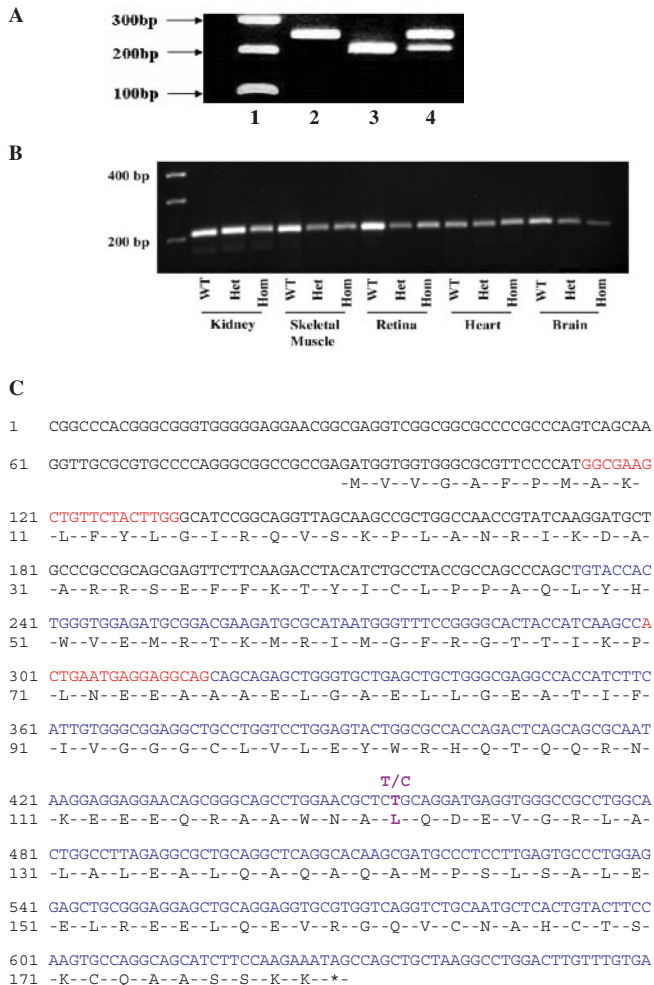 A
300bp
200bp
100bp
1 2 3 4
B
400 bp
200 bp
WT Het Hom WT Het Hom WT Het Hom WT Het Hom WT Het Hom
Kidney Skeletal Muscle Retina Heart Brain
C
1 CGGCCCACGGGCGGGTGGGGGAGGAACGGCGAGGTCGGCGGCGCCCCGCCCAGTCAGCAA
61 GGTTGCGCGTGCCCCAGGGCGGCCGCCGAGATGGTGGTGGGCGCGTTCCCCATGGCGAAG
-M--V--V--G--A--F--P--M--A--K-
121 CTGTTCTACTTGGGCATCCGGCAGGTTAGCAAGCCGCTGGCCAACCGTATCAAGGATGCT
11 -L--F--Y--L--G--I--R--Q--V--S--K--P--L--A--N--R--I--K--D--A-
181 GCCCGCCGCAGCGAGTTCTTCAAGACCTACATCTGCCTACCGCCAGCCCAGCTGTACCAC
31 -A--R--R--S--E--F--F--K--T--Y--I--C--L--P--P--A--Q--L--Y--H-
241 TGGGTGGAGATGCGGACGAAGATGCGCATAATGGGTTTCCGGGGCACTACCATCAAGCCA
51 -W--V--E--M--R--T--K--M--R--I--M--G--F--R--G--T--T--I--K--P-
301 CTGAATGAGGAGGCAGCAGCAGAGCTGGGTGCTGAGCTGCTGGGCGAGGCCACCATCTTC
71 -L--N--E--E--A--A--A--E--L--G--A--E--L--L--G--E--A--T--I--F-
361 ATTGTGGGCGGAGGCTGCCTGGTCCTGGAGTACTGGCGCCACCAGACTCAGCAGCGCAAT
91 -I--V--G--G--G--C--L--V--L--E--Y--W--R--H--Q--T--Q--Q--R--N-
T/C
421 AAGGAGGAGGAACAGCGGGCAGCCTGGAACGCTCTGCAGGATGAGGTGGGCCGCCTGGCA
111 -K--E--E--E--Q--R--A--A--W--N--A--L--Q--D--E--V--G--R--L--A-
481 CTGGCCTTAGAGGCGCTGCAGGCTCAGGCACAAGCGATGCCCTCCTTGAGTGCCCTGGAG
131 -L--A--L--E--A--L--Q--A--Q--A--Q--A--M--P--S--L--S--A--L--E-
541 GAGCTGCGGGAGGAGCTGCAGGAGGTGCGTGGTCAGGTCTGCAATGCTCACTGTACTTCC
151 -E--L--R--E--E--L--Q--E--V--R--G--Q--V--C--N--A--H--C--T--S-
601 AAGTGCCAGGCAGCATCTTCCAAGAAATAGCCAGCTGCTAAGGCCTGGACTTGTTTGTGA
171 -K--C--Q--A--A--S--S--K--K--*-